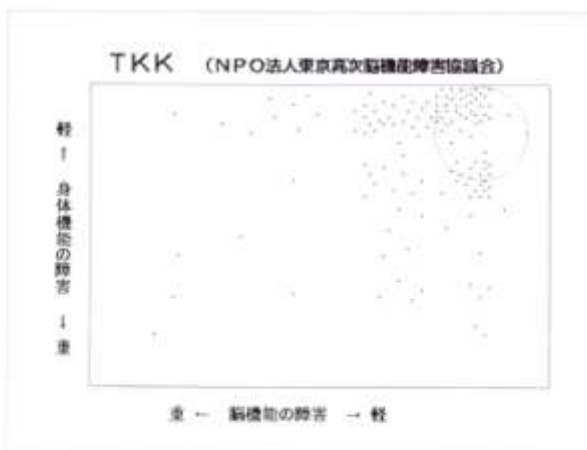 TKK (NPO法人東京高次脳機能障害協議会)
軽 ↑ 身体機能の障害 ↓ 重
重 ← 脳機能の障害 → 軽